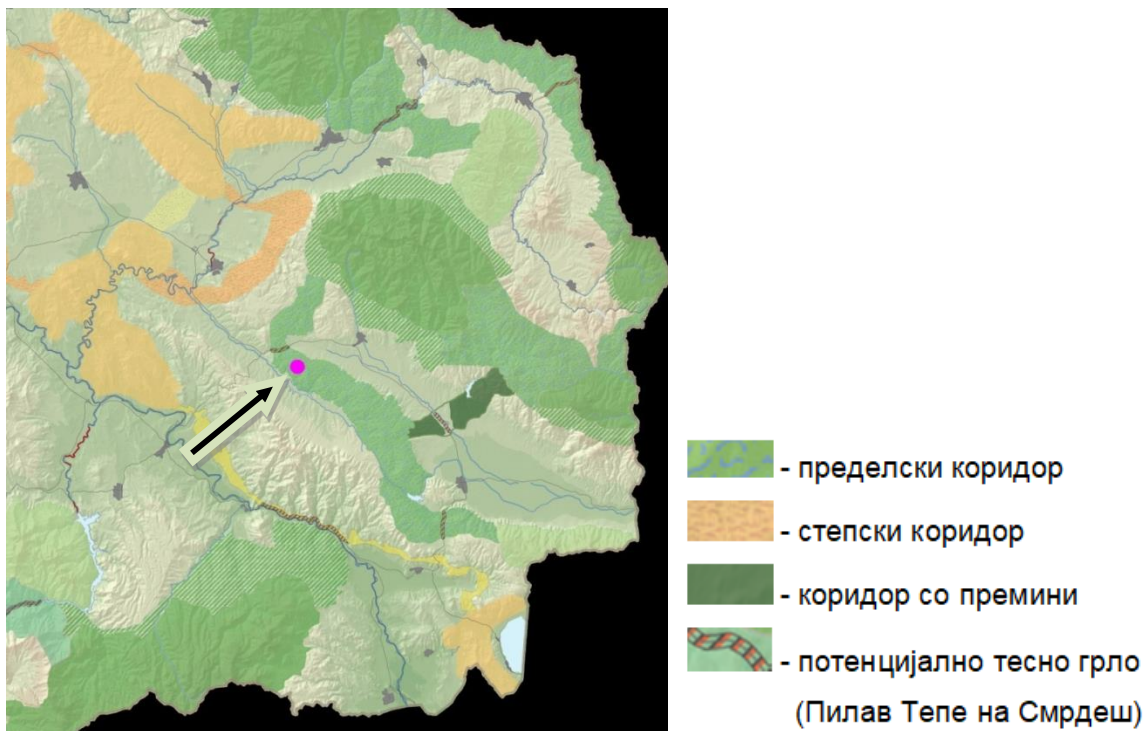 - пределски коридор
- степски коридор
- коридор со премини
- потенцијално тесно грло
(Пилав Тепе на Смрдеш)